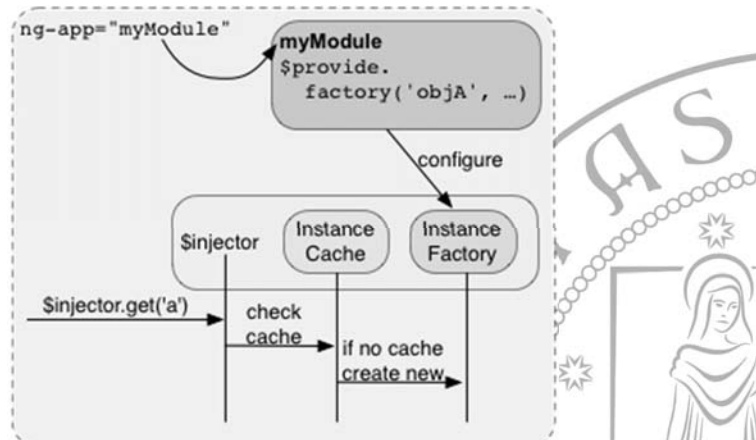 ng-app="myModule"
myModule
$provide.
factory('objA', …)
configure
$injector
Instance
Cache
Instance
Factory
$injector.get('a')
check
cache
if no cache
create new
AS